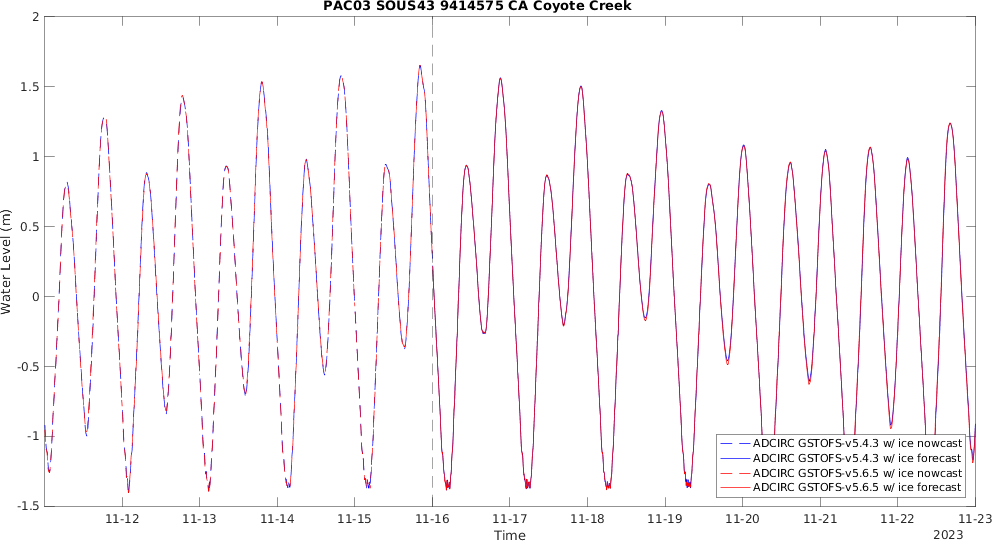 PAC03 SOUS43 9414575 CA Coyote Creek
2
1.5
1
0.5
0
-0.5
-1
-1.5
Water Level (m)
ADCIRC GSTOFS-v5.4.3 w/ ice nowcast
ADCIRC GSTOFS-v5.4.3 w/ ice forecast
ADCIRC GSTOFS-v5.6.5 w/ ice nowcast
ADCIRC GSTOFS-v5.6.5 w/ ice forecast
11-12 11-13 11-14 11-15 11-16 11-17 11-18 11-19 11-20 11-21 11-22 11-23
Time
2023